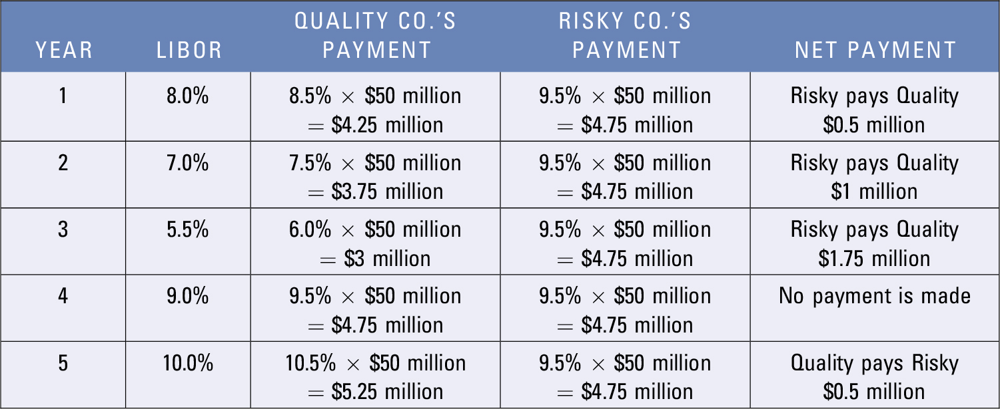 YEAR LIBOR QUALITY CO.'S PAYMENT RISKY CO.'S PAYMENT NET PAYMENT
1 8.0% 8.5% × $50 million 9.5% × $50 million Risky pays Quality
= $4.25 million = $4.75 million $0.5 million
2 7.0% 7.5% × $50 million 9.5% × $50 million Risky pays Quality
= $3.75 million = $4.75 million $1 million
3 5.5% 6.0% × $50 million 9.5% × $50 million Risky pays Quality
= $3 million = $4.75 million $1.75 million
4 9.0% 9.5% × $50 million 9.5% × $50 million No payment is made
= $4.75 million = $4.75 million
5 10.0% 10.5% × $50 million 9.5% × $50 million Quality pays Risky
= $5.25 million = $4.75 million $0.5 million